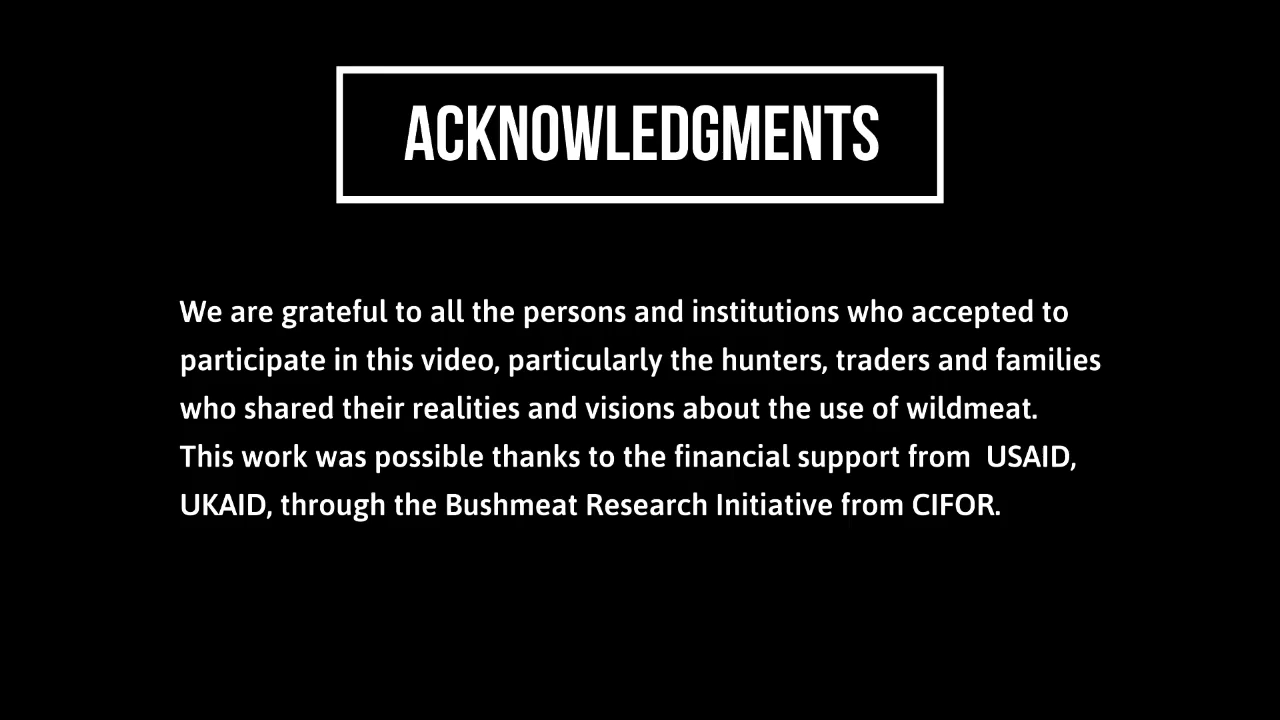 ACKNOWLEDGMENTS
We are grateful to all the persons and institutions who accepted to
participate in this video, particularly the hunters, traders and families
who shared their realities and visions about the use of wildmeat.
This work was possible thanks to the financial support from  USAID,
UKAID, through the Bushmeat Research Initiative from CIFOR.